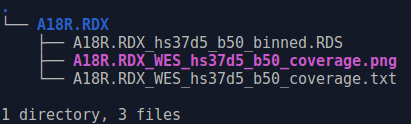 .
└── A18R.RDX
    ├── A18R.RDX_hs37d5_b50_binned.RDS
    ├── A18R.RDX_WES_hs37d5_b50_coverage.png
    └── A18R.RDX_WES_hs37d5_b50_coverage.txt
1 directory, 3 files